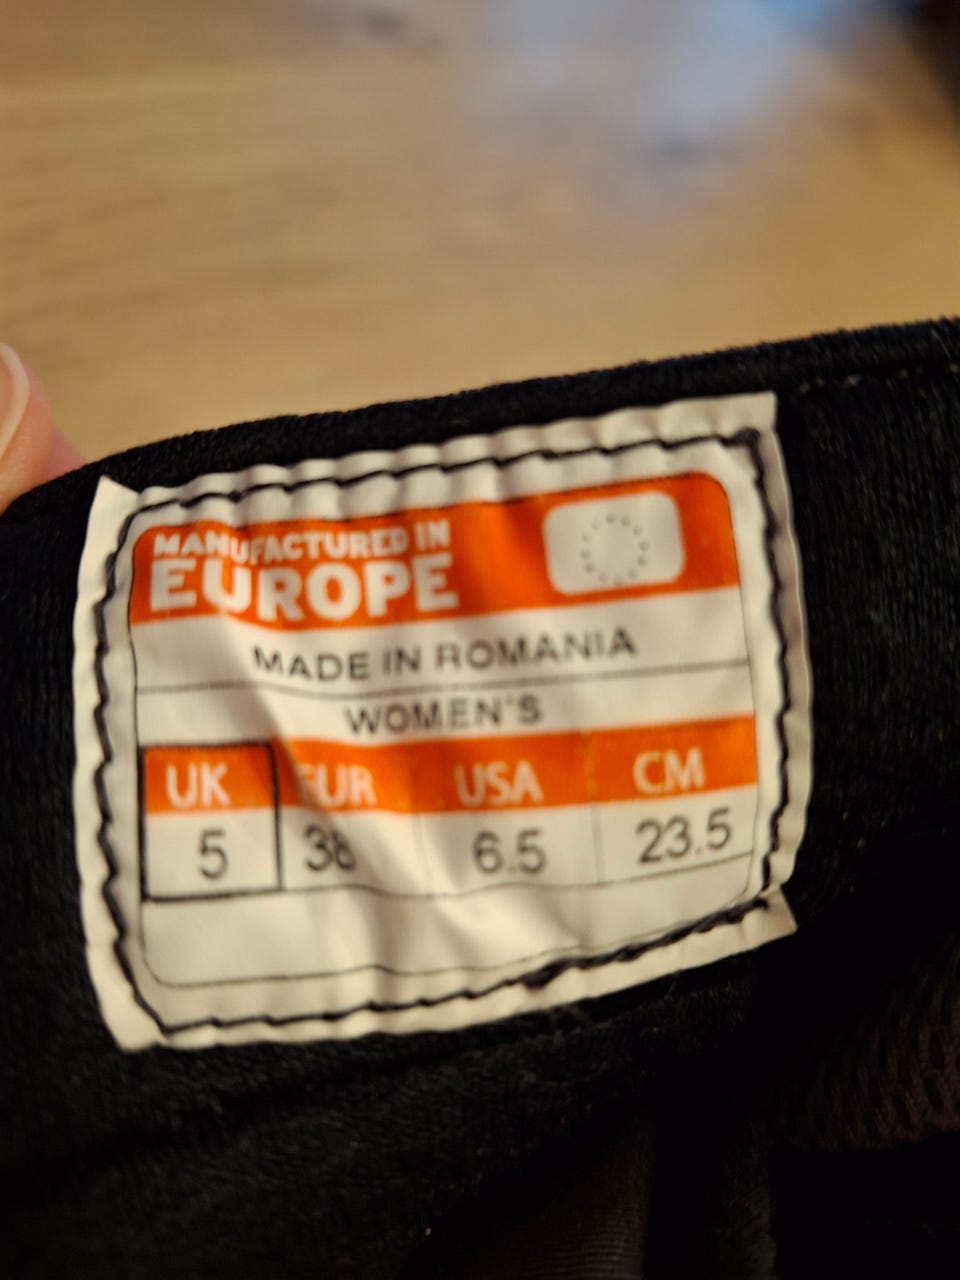 MANUFACTURED IN
EUROPE
MADE IN ROMANIA
WOMEN'S
UK EUR USA CM
5 38 6.5 23.5